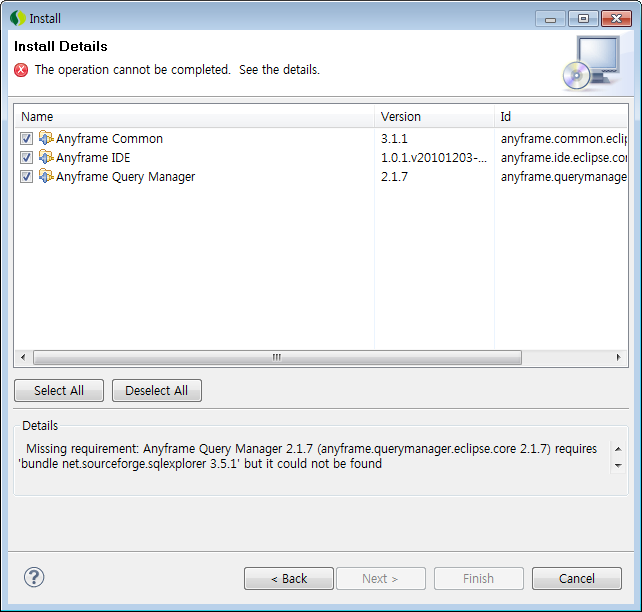 Install
Install Details
The operation cannot be completed. See the details.
Name Version Id
Anyframe Common 3.1.1 anyframe.common.eclip
Anyframe IDE 1.0.1.v20101203-... anyframe.ide.eclipse.cor
Anyframe Query Manager 2.1.7 anyframe.querymanage
Select All Deselect All
Details
Missing requirement: Anyframe Query Manager 2.1.7 (anyframe.querymanager.eclipse.core 2.1.7) requires
'bundle net.sourceforge.sqlexplorer 3.5.1' but it could not be found
? < Back Next > Finish Cancel